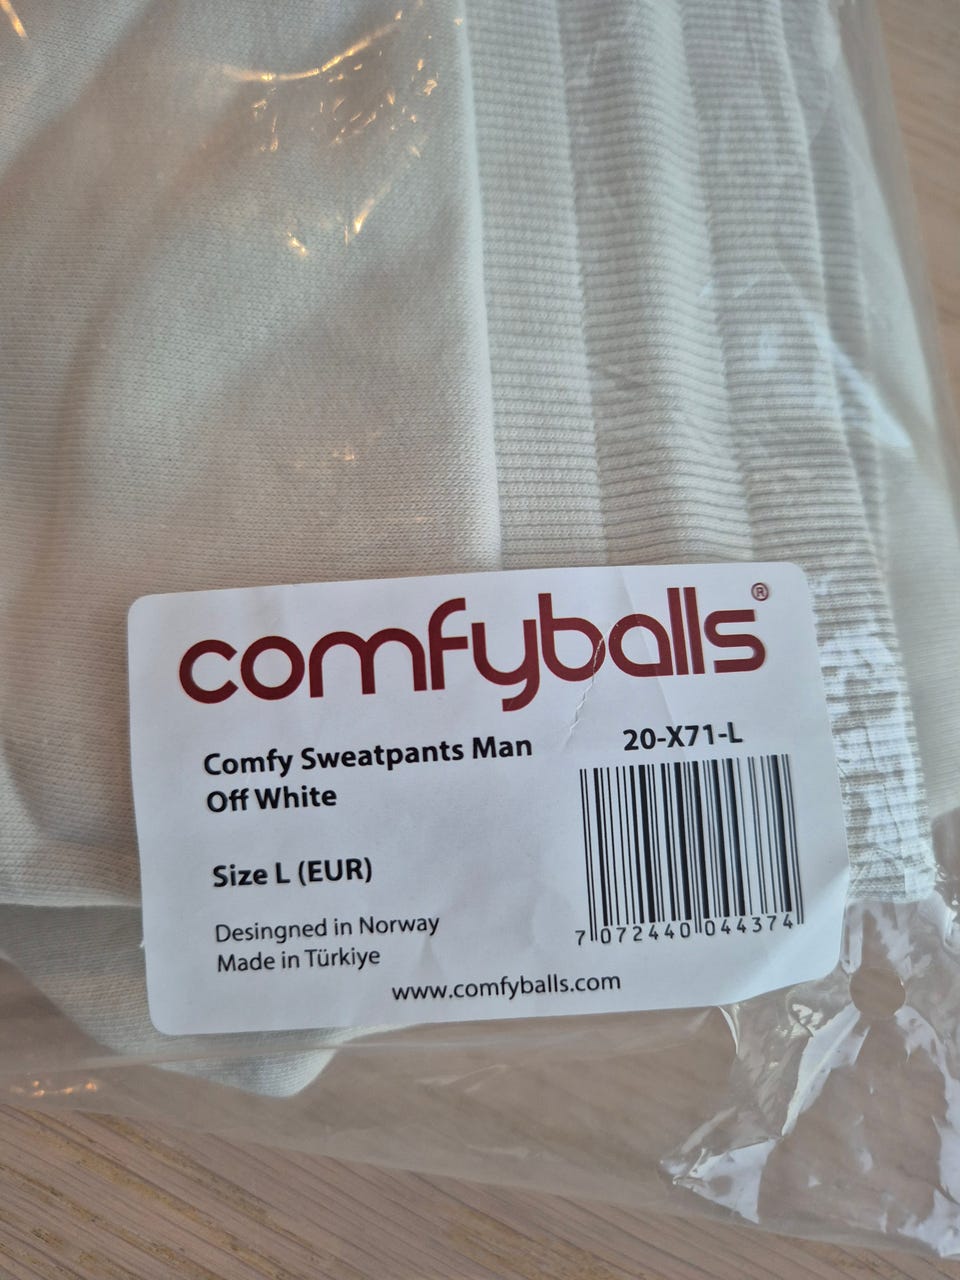 comfyballs®
Comfy Sweatpants Man
Off White
20-X71-L
Size L (EUR)
7 072440 044374
Desingned in Norway
Made in Türkiye
www.comfyballs.com